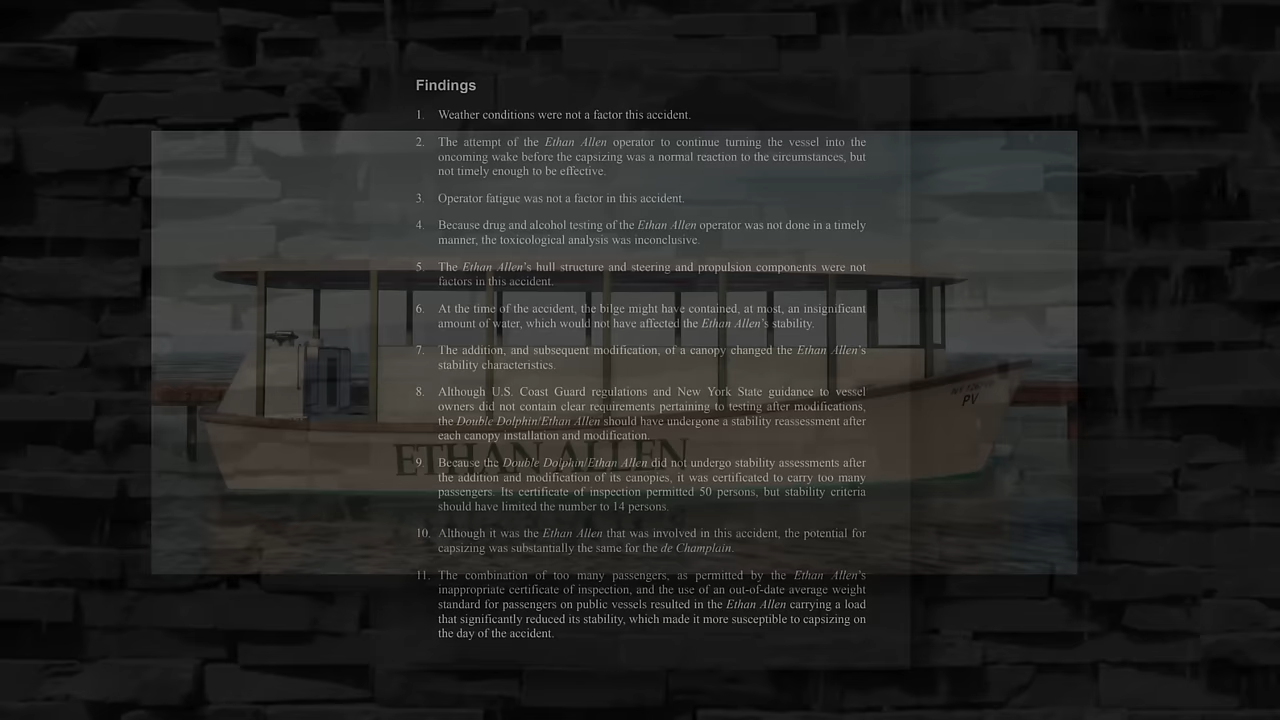 Findings
1. Weather conditions were not a factor this accident.
2. The attempt of the Ethan Allen operator to continue turning the vessel into the
oncoming wake before the capsizing was a normal reaction to the circumstances, but
not timely enough to be effective.
3. Operator fatigue was not a factor in this accident.
4. Because drug and alcohol testing of the Ethan Allen operator was not done in a timely
manner, the toxicological analysis was inconclusive.
5. The Ethan Allen's hull structure and steering and propulsion components were not
factors in this accident.
6. At the time of the accident, the bilge might have contained, at most, an insignificant
amount of water, which would not have affected the Ethan Allen's stability.
7. The addition, and subsequent modification, of a canopy changed the Ethan Allen's
stability characteristics.
8. Although U.S. Coast Guard regulations and New York State guidance to vessel
owners did not contain clear requirements pertaining to testing after modifications,
the Double Dolphin/Ethan Allen should have undergone a stability reassessment after
each canopy installation and modification.
PV
ETHAN ALLEN
9. Because the Double Dolphin/Ethan Allen did not undergo stability assessments after
the addition and modification of its canopies, it was certificated to carry too many
passengers. Its certificate of inspection permitted 50 persons, but stability criteria
should have limited the number to 14 persons.
10. Although it was the Ethan Allen that was involved in this accident, the potential for
capsizing was substantially the same for the de Champlain.
11. The combination of too many passengers, as permitted by the Ethan Allen's
inappropriate certificate of inspection, and the use of an out-of-date average weight
standard for passengers on public vessels resulted in the Ethan Allen carrying a load
that significantly reduced its stability, which made it more susceptible to capsizing on
the day of the accident.